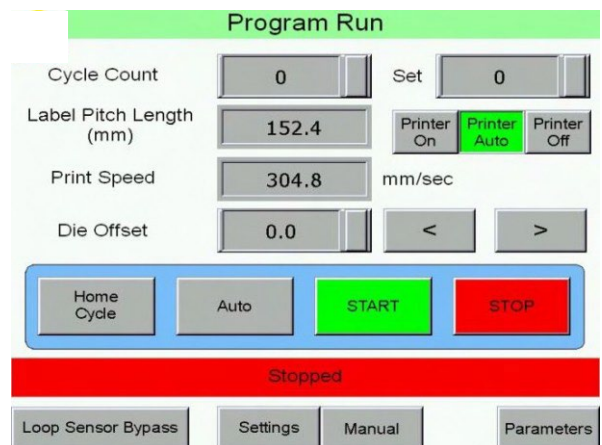 Program Run
Cycle Count 0 Set 0
Label Pitch Length
(mm) 152.4
Printer On Printer Auto Printer Off
Print Speed 304.8 mm/sec
Die Offset 0.0 < >
Home Cycle Auto START STOP
Stopped
Loop Sensor Bypass Settings Manual Parameters